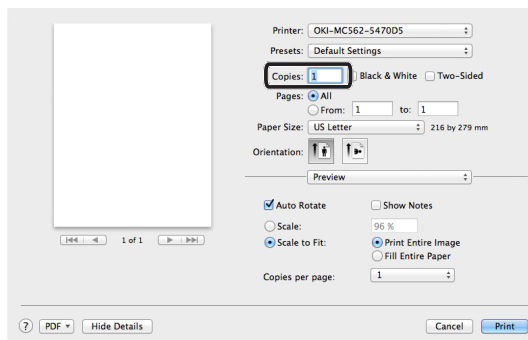 Printer: OKI-MC562-5470D5
Presets: Default Settings
Copies: 1 Black & White Two-Sided
Pages: All
From: 1 to: 1
Paper Size: US Letter 216 by 279 mm
Orientation:
Preview
Auto Rotate Show Notes
Scale: 96 %
Scale to Fit: Print Entire Image
Fill Entire Paper
Copies per page: 1
1 of 1
? PDF Hide Details Cancel Print